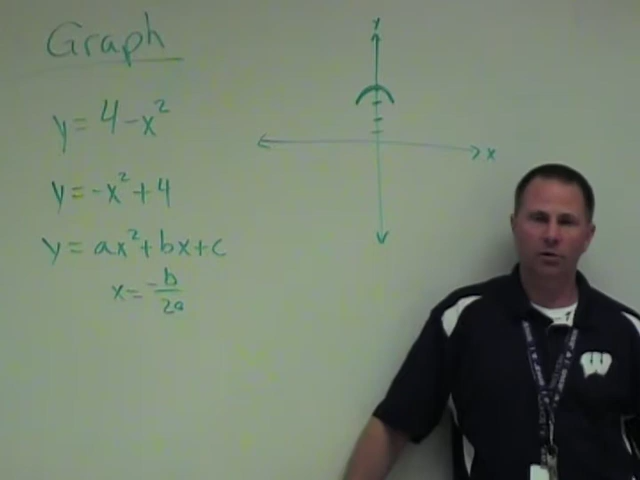 Graph
y = 4 - x²
y = -x² + 4
y = ax² + bx + c
x = -b/2a
y
x
W